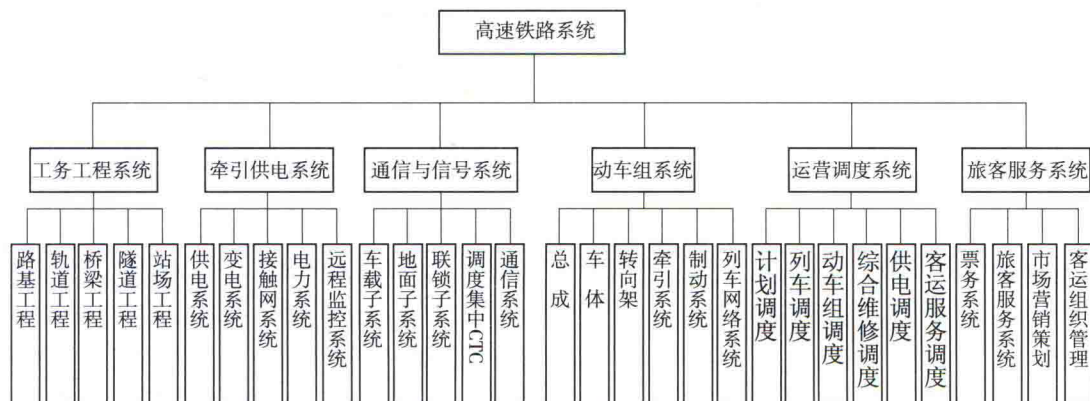 高速铁路系统
工务工程系统
牵引供电系统
通信与信号系统
动车组系统
运营调度系统
旅客服务系统
路基工程
轨道工程
桥梁工程
隧道工程
站场工程
供电系统
变电系统
接触网系统
电力系统
远程监控系统
车载子系统
地面子系统
联锁子系统
调度集中CTC
通信系统
总成
车体
转向架
牵引系统
制动系统
列车网络系统
计划调度
列车调度
动车组调度
综合维修调度
供电调度
客运服务调度
票务系统
旅客服务系统
市场营销策划
客运组织管理